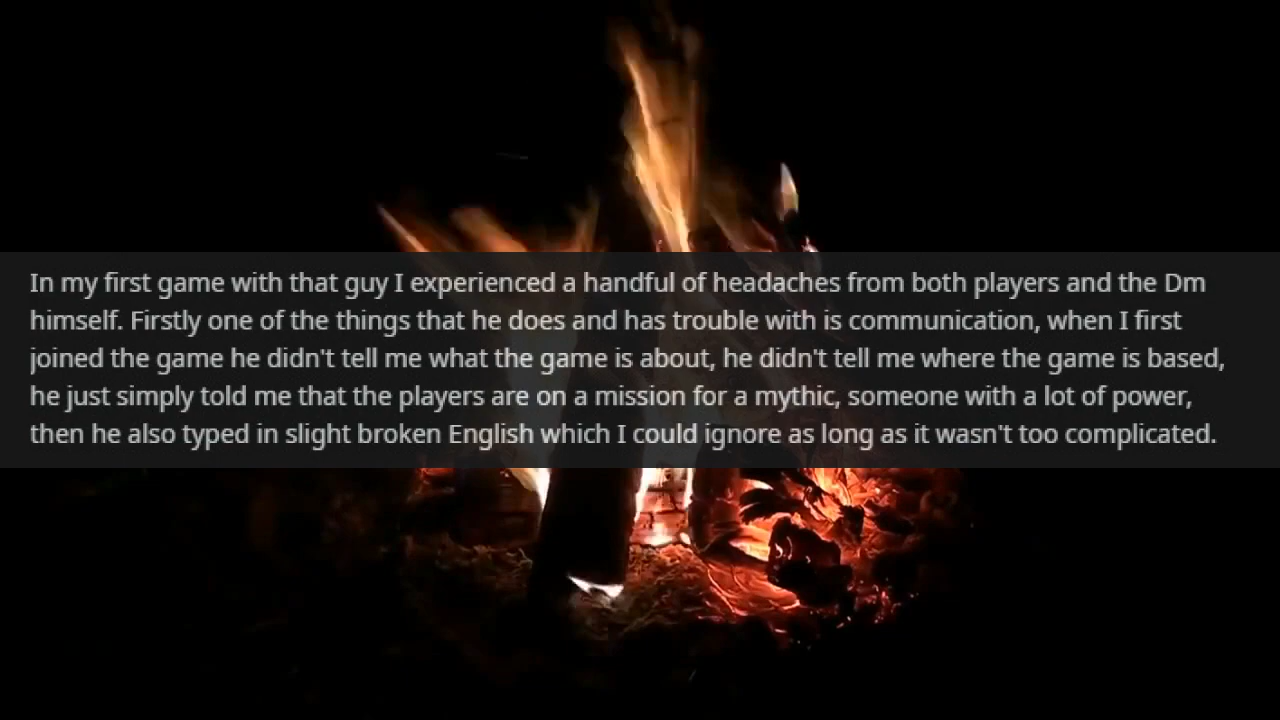 In my first game with that guy I experienced a handful of headaches from both players and the Dm
himself. Firstly one of the things that he does and has trouble with is communication, when I first
joined the game he didn't tell me what the game is about, he didn't tell me where the game is based,
he just simply told me that the players are on a mission for a mythic, someone with a lot of power,
then he also typed in slight broken English which I could ignore as long as it wasn't too complicated.